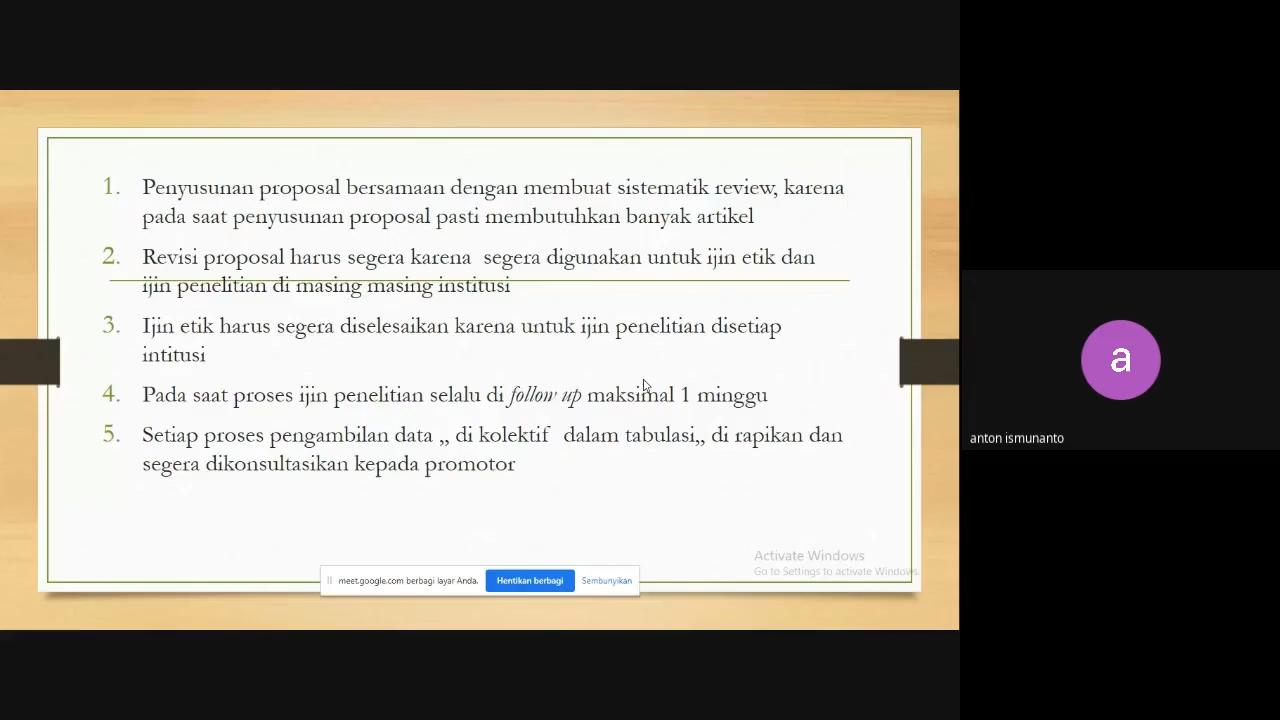 1. Penyusunan proposal bersamaan dengan membuat sistematik review, karena
pada saat penyusunan proposal pasti membutuhkan banyak artikel
2. Revisi proposal harus segera karena segera digunakan untuk ijin etik dan
ijin penelitian di masing masing institusi
3. Ijin etik harus segera diselesaikan karena untuk ijin penelitian disetiap
intitusi
4. Pada saat proses ijin penelitian selalu di follow up maksimal 1 minggu
5. Setiap proses pengambilan data ,, di kolektif dalam tabulasi,, di rapikan dan
segera dikonsultasikan kepada promotor
Activate Windows
Go to Settings to activate Windows.
meet.google.com berbagi layar Anda. Hentikan berbagi Sembunyikan
a
anton ismunanto